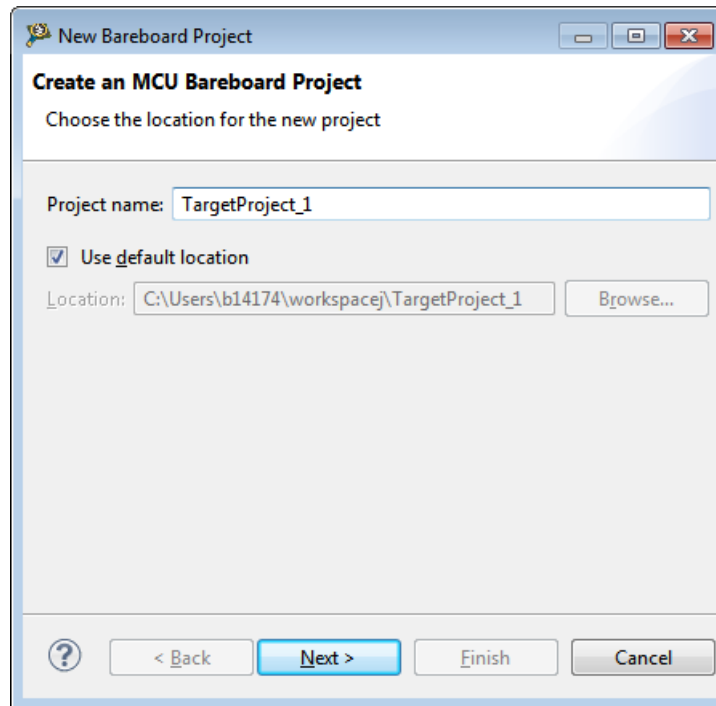 New Bareboard Project
Create an MCU Bareboard Project
Choose the location for the new project
Project name: TargetProject_1
Use default location
Location: C:\Users\b14174\workspacej\TargetProject_1 Browse...
? < Back Next > Finish Cancel